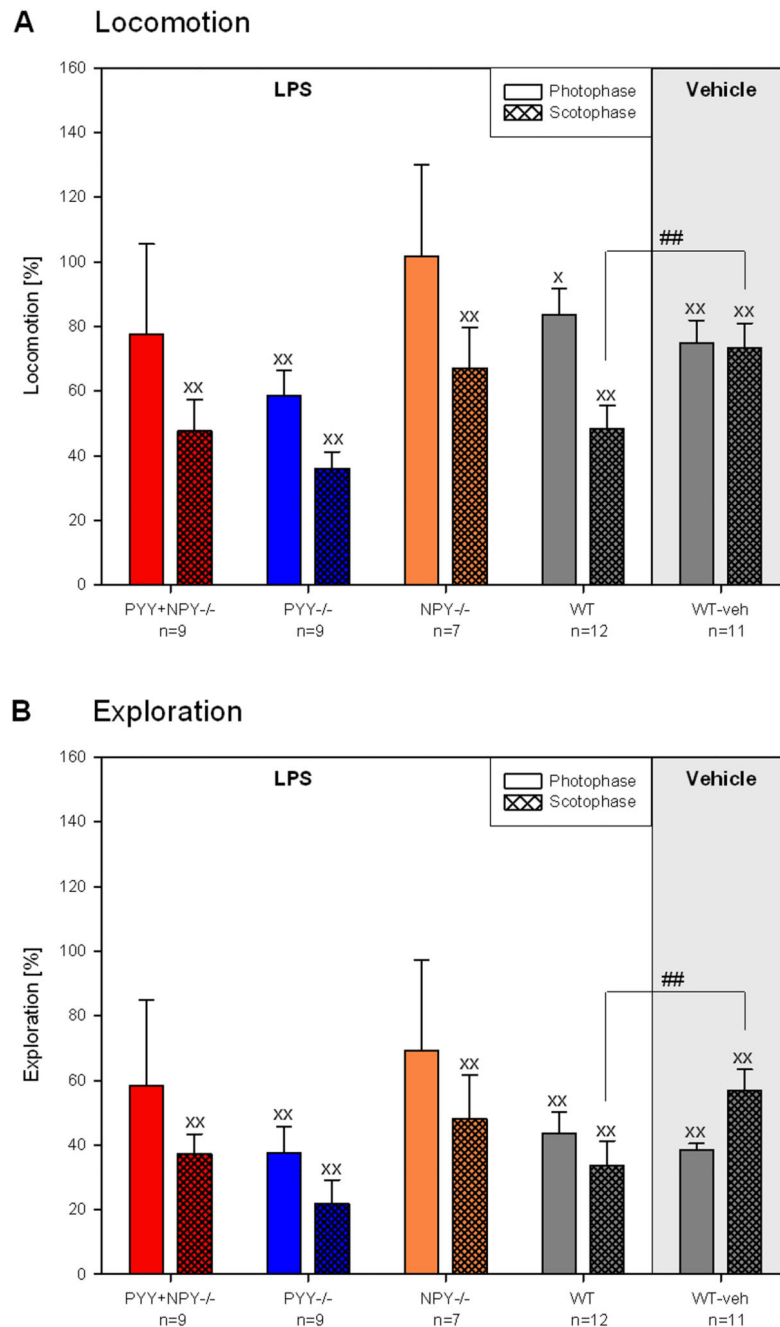 A Locomotion
160
140
120
100
80
60
40
20
0
Locomotion [%]
LPS
Photophase
Scotophase
Vehicle
xx
xx
xx
xx
x
xx
xx
xx
##
PYY+NPY-/- PYY-/- NPY-/- WT WT-veh
n=9 n=9 n=7 n=12 n=11
B Exploration
160
140
120
100
80
60
40
20
0
Exploration [%]
LPS
Photophase
Scotophase
Vehicle
xx
xx
xx
xx
xx
xx
xx
xx
##
PYY+NPY-/- PYY-/- NPY-/- WT WT-veh
n=9 n=9 n=7 n=12 n=11